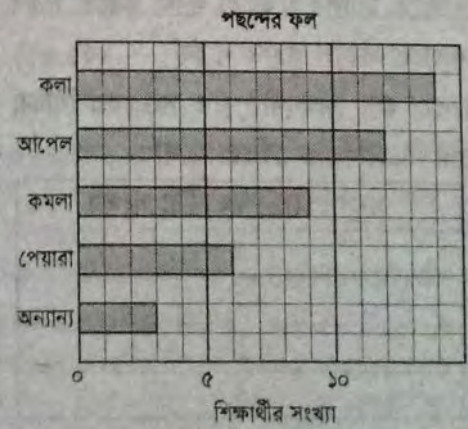 পছন্দের ফল
কলা
আপেল
কমলা
পেয়ারা
অন্যান্য
০ ৫ ১০
শিক্ষার্থীর সংখ্যা